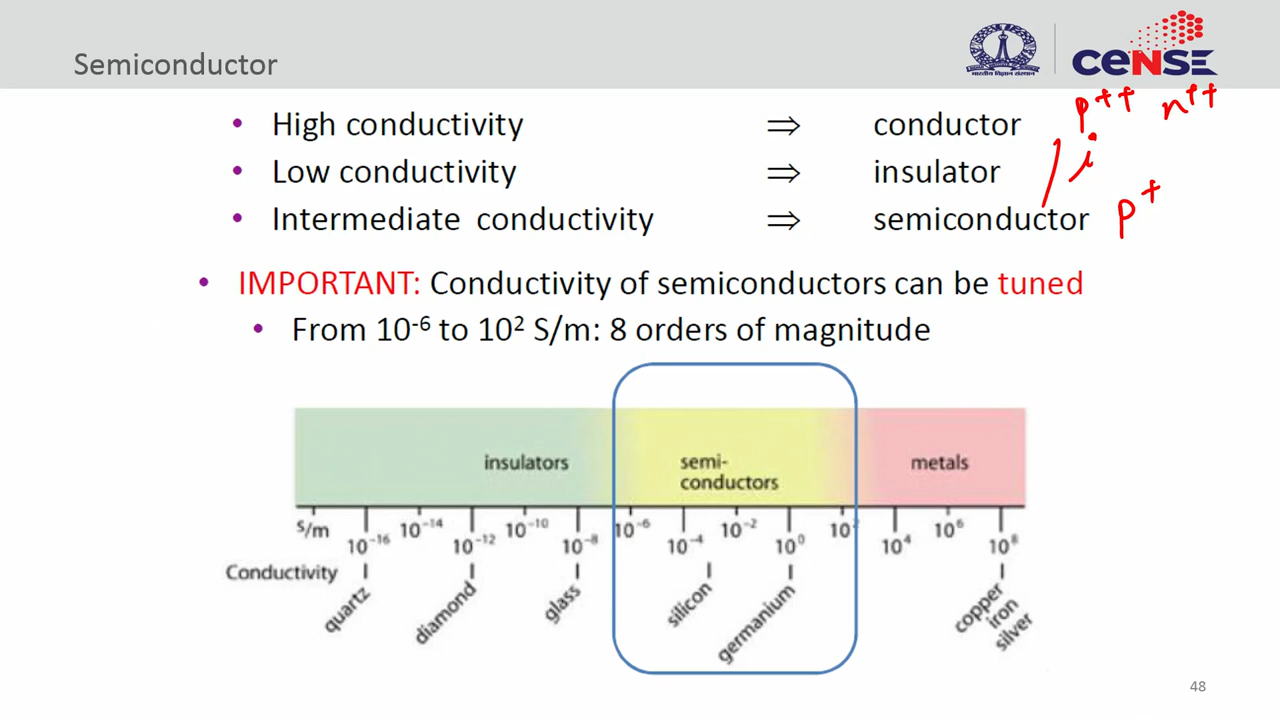 Semiconductor
भारतीय विज्ञान संस्थान
CeNSE
• High conductivity ⇒ conductor p++ n++
• Low conductivity ⇒ insulator i
• Intermediate conductivity ⇒ semiconductor p+
• IMPORTANT: Conductivity of semiconductors can be tuned
• From 10⁻⁶ to 10² S/m: 8 orders of magnitude
insulators semi-conductors metals
S/m 10⁻¹⁶ 10⁻¹⁴ 10⁻¹² 10⁻¹⁰ 10⁻⁸ 10⁻⁶ 10⁻⁴ 10⁻² 10⁰ 10² 10⁴ 10⁶ 10⁸
Conductivity quartz diamond glass silicon germanium copper iron silver
48